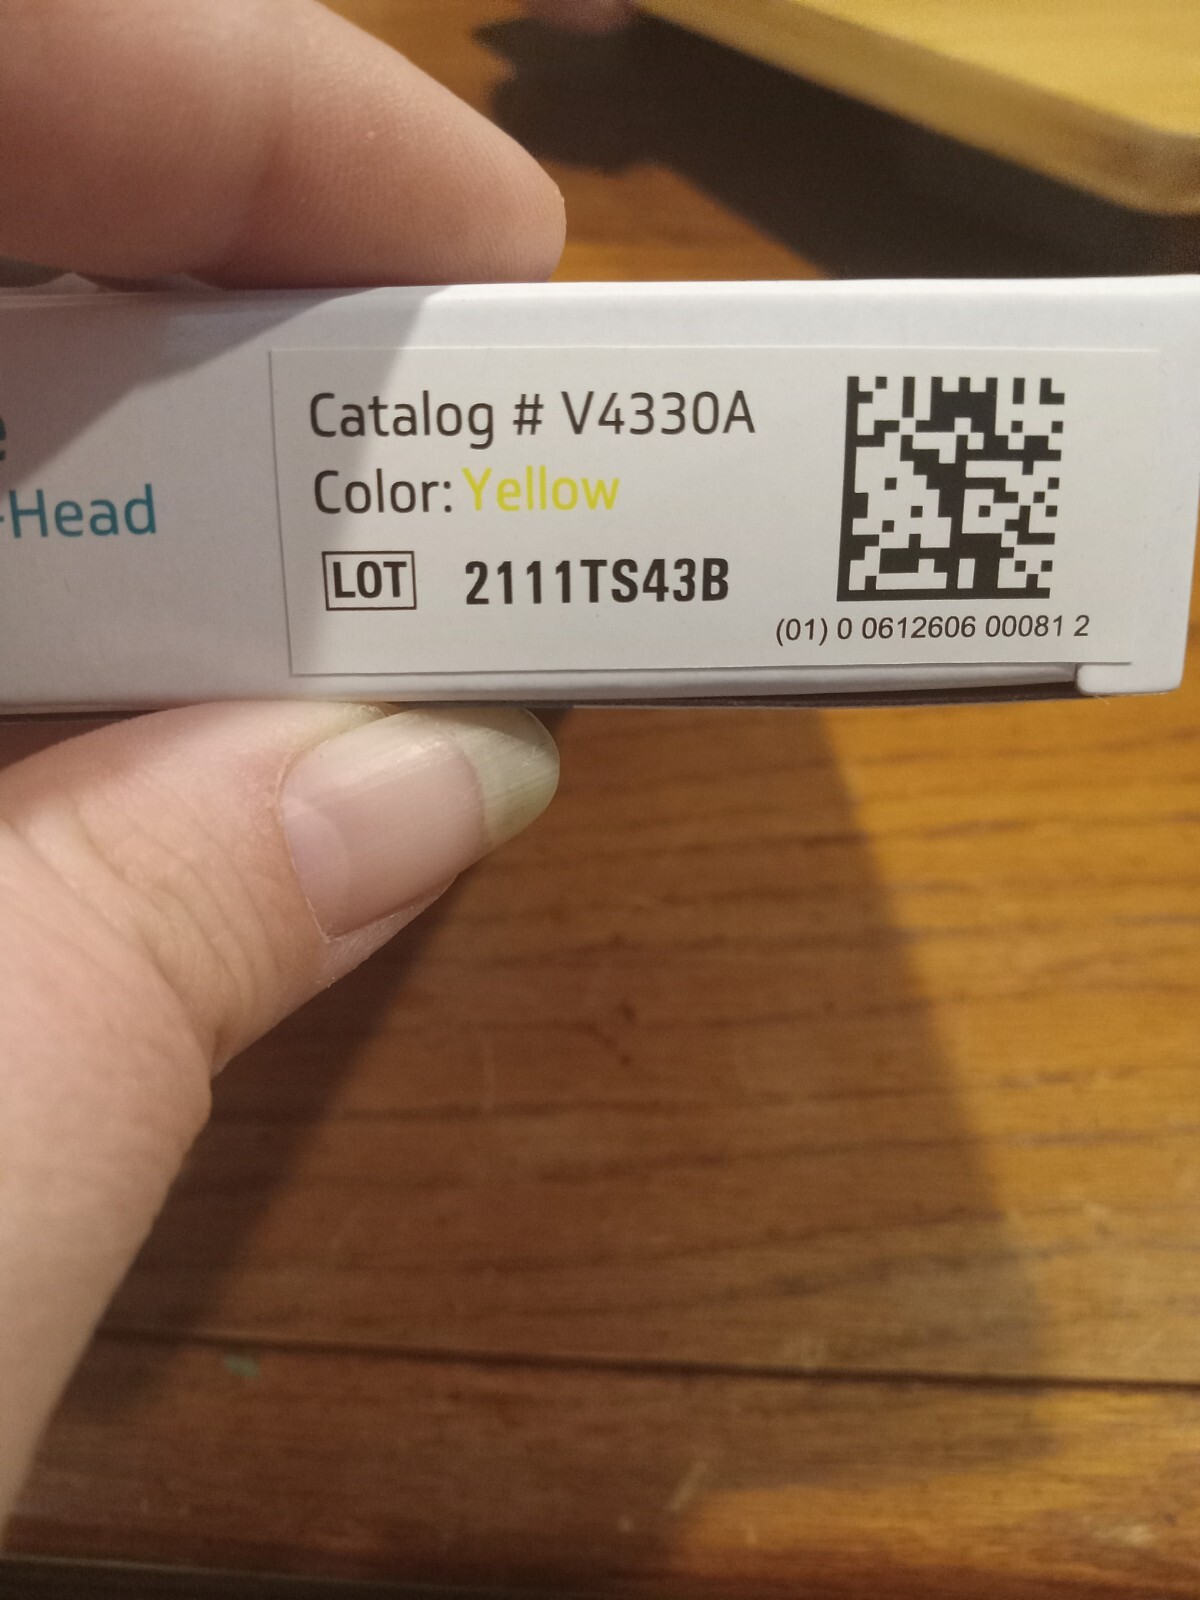 e
-Head
Catalog # V4330A
Color: Yellow
LOT 2111TS43B
(01) 0 0612606 00081 2